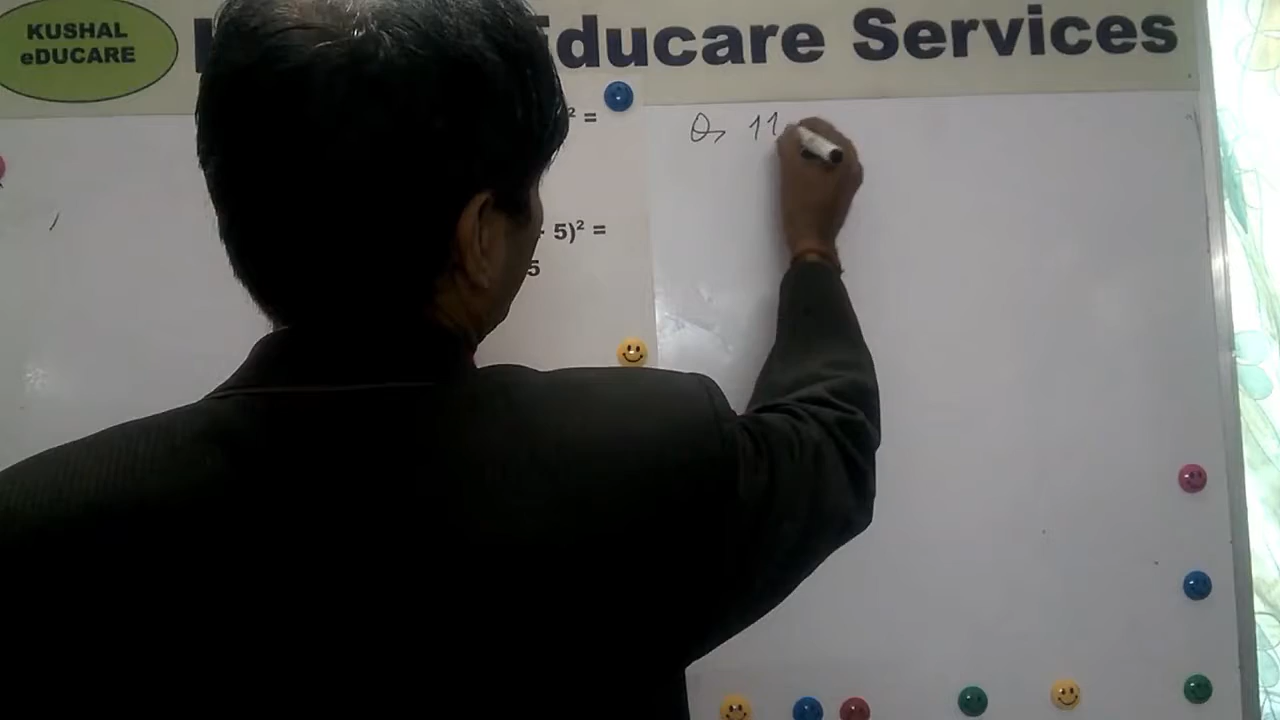 KUSHAL
eDUCARE
Educare Services
² =
5)² =
5
Q, 11